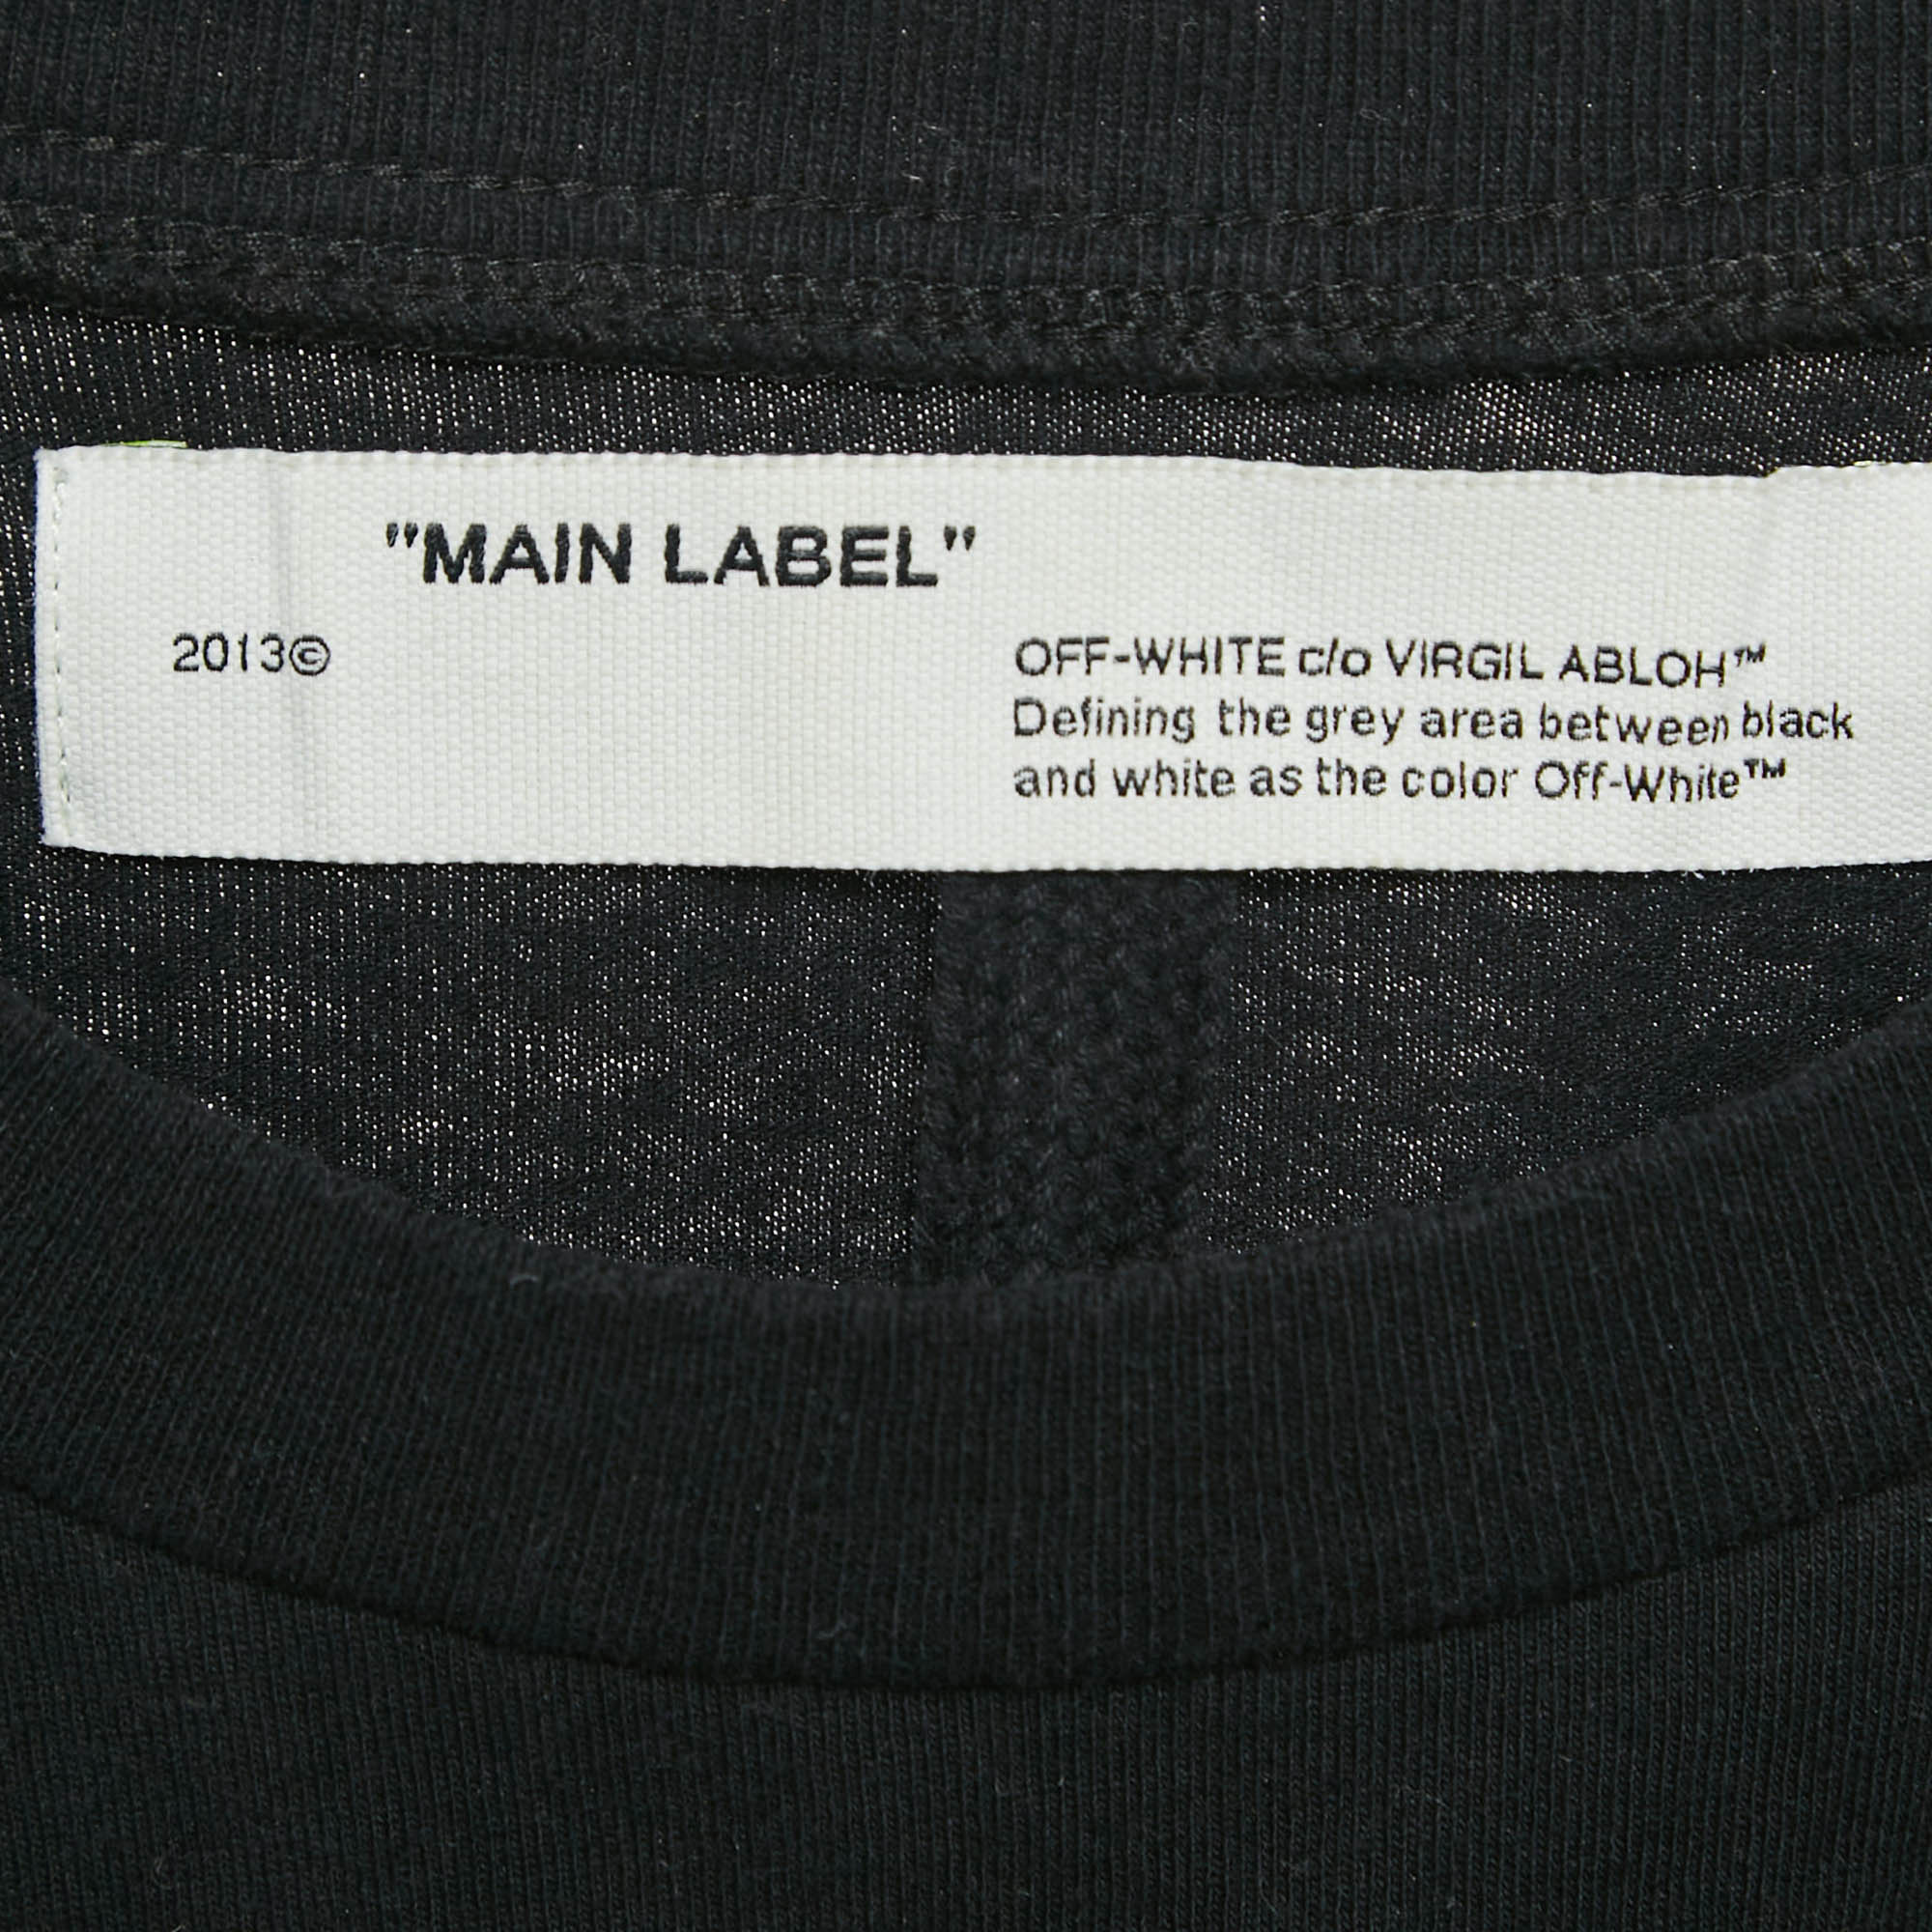 "MAIN LABEL"
2013©
OFF-WHITE c/o VIRGIL ABLOH™
Defining the grey area between black
and white as the color Off-White™